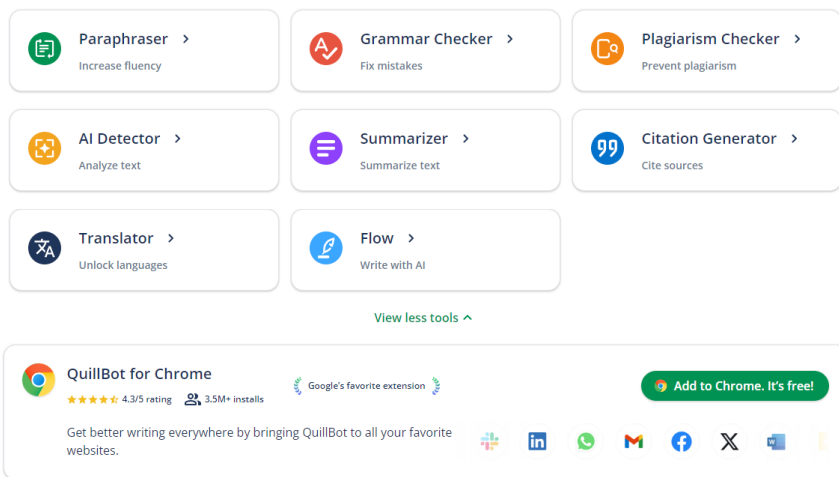 Paraphraser
Increase fluency
Grammar Checker
Fix mistakes
Plagiarism Checker
Prevent plagiarism
AI Detector
Analyze text
Summarizer
Summarize text
Citation Generator
Cite sources
Translator
Unlock languages
Flow
Write with AI
View less tools
QuillBot for Chrome
4.3/5 rating
3.5M+ installs
Google's favorite extension
Add to Chrome. It's free!
Get better writing everywhere by bringing QuillBot to all your favorite
websites.